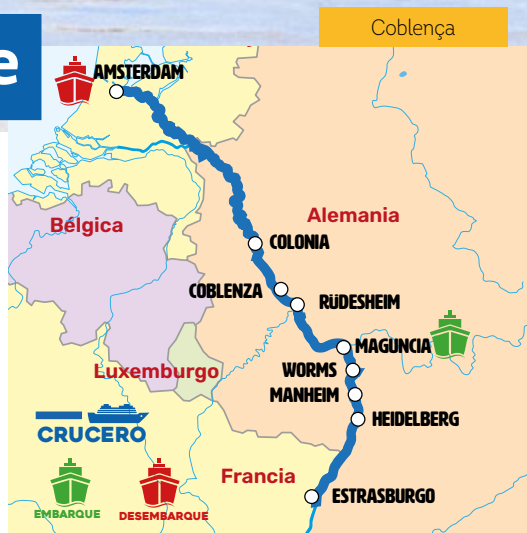 Coblença
e
AMSTERDAM
Bélgica
Alemania
COLONIA
COBLENZA
RÜDESHEIM
MAGUNCIA
Luxemburgo
WORMS
MANHEIM
HEIDELBERG
CRUCERO
Francia
ESTRASBURGO
EMBARQUE
DESEMBARQUE